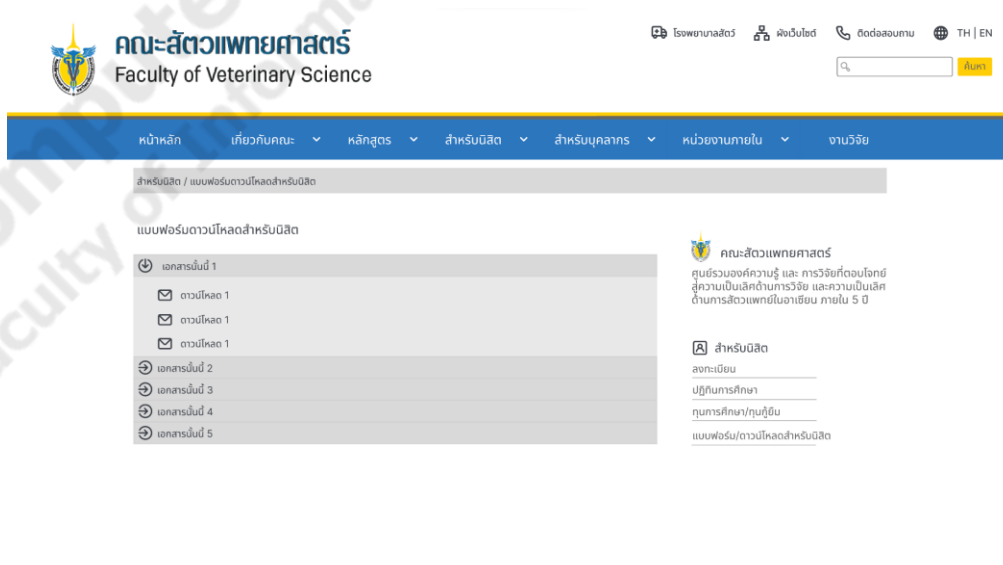 คณะสัตวแพทยศาสตร์
Faculty of Veterinary Science
โรงพยาบาลสัตว์ ผังเว็บไซต์ ติดต่อสอบถาม TH | EN
ค้นหา
หน้าหลัก เกี่ยวกับคณะ หลักสูตร สำหรับนิสิต สำหรับบุคลากร หน่วยงานภายใน งานวิจัย
สำหรับนิสิต / แบบฟอร์มดาวน์โหลดสำหรับนิสิต
แบบฟอร์มดาวน์โหลดสำหรับนิสิต
เอกสารนั้นนี้ 1
ดาวน์โหลด 1
ดาวน์โหลด 1
ดาวน์โหลด 1
เอกสารนั้นนี้ 2
เอกสารนั้นนี้ 3
เอกสารนั้นนี้ 4
เอกสารนั้นนี้ 5
คณะสัตวแพทยศาสตร์
ศูนย์รวมองค์ความรู้ และ การวิจัยที่ตอบโจทย์
สู่ความเป็นเลิศด้านการวิจัย และความเป็นเลิศ
ด้านการสัตวแพทย์ในอาเซียน ภายใน 5 ปี
สำหรับนิสิต
ลงทะเบียน
ปฏิทินการศึกษา
ทุนการศึกษา/ทุนกู้ยืม
แบบฟอร์ม/ดาวน์โหลดสำหรับนิสิต